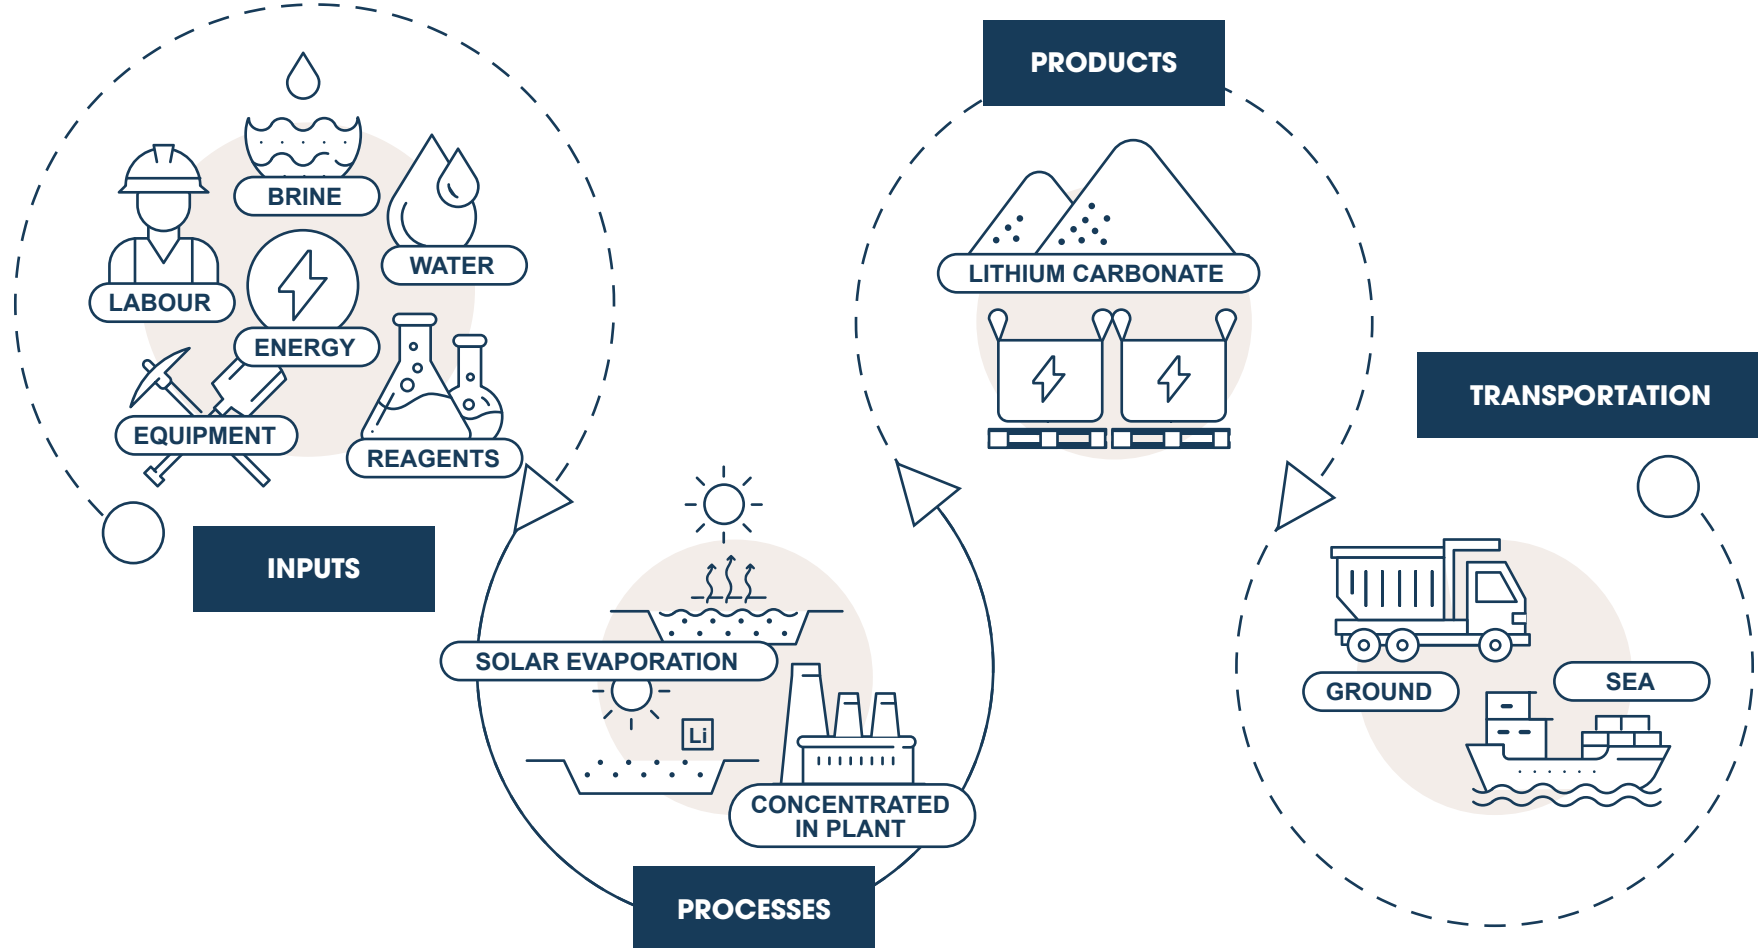 BRINE
WATER
LABOUR
ENERGY
EQUIPMENT
REAGENTS
INPUTS
SOLAR EVAPORATION
Li
CONCENTRATED
IN PLANT
PROCESSES
PRODUCTS
LITHIUM CARBONATE
TRANSPORTATION
GROUND
SEA